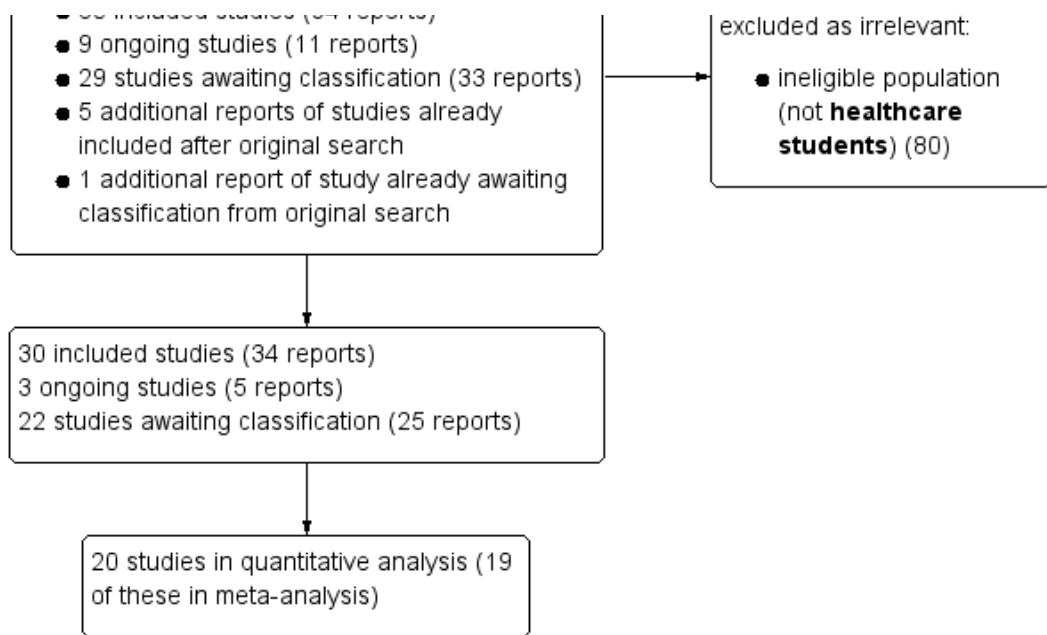 included studies (
● 9 ongoing studies (11 reports)
● 29 studies awaiting classification (33 reports)
● 5 additional reports of studies already
included after original search
● 1 additional report of study already awaiting
classification from original search
excluded as irrelevant:
● ineligible population
(not healthcare
students) (80)
30 included studies (34 reports)
3 ongoing studies (5 reports)
22 studies awaiting classification (25 reports)
20 studies in quantitative analysis (19
of these in meta-analysis)